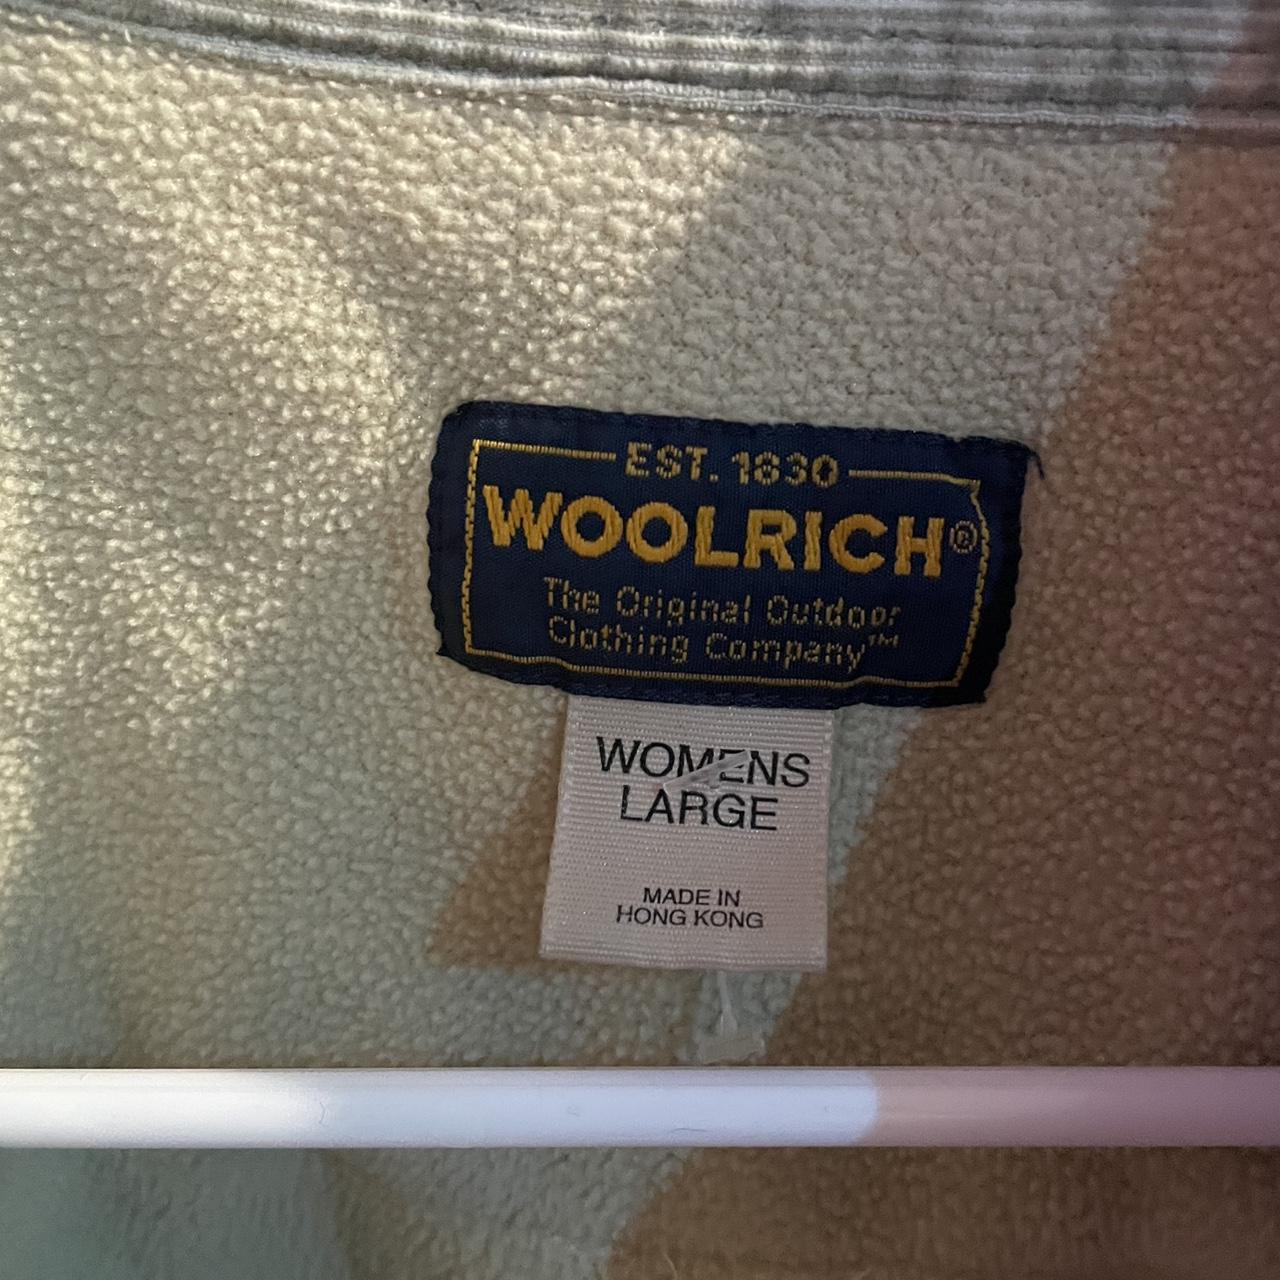 EST. 1830
WOOLRICH®
The Original Outdoor
Clothing Company™
WOMENS
LARGE
MADE IN
HONG KONG